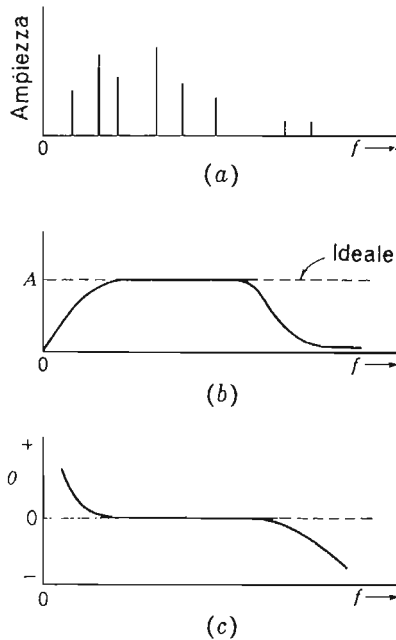 Ampiezza
0
f →
(a)
Ideale
A
0
f →
(b)
+
θ
0
−
0
f →
(c)